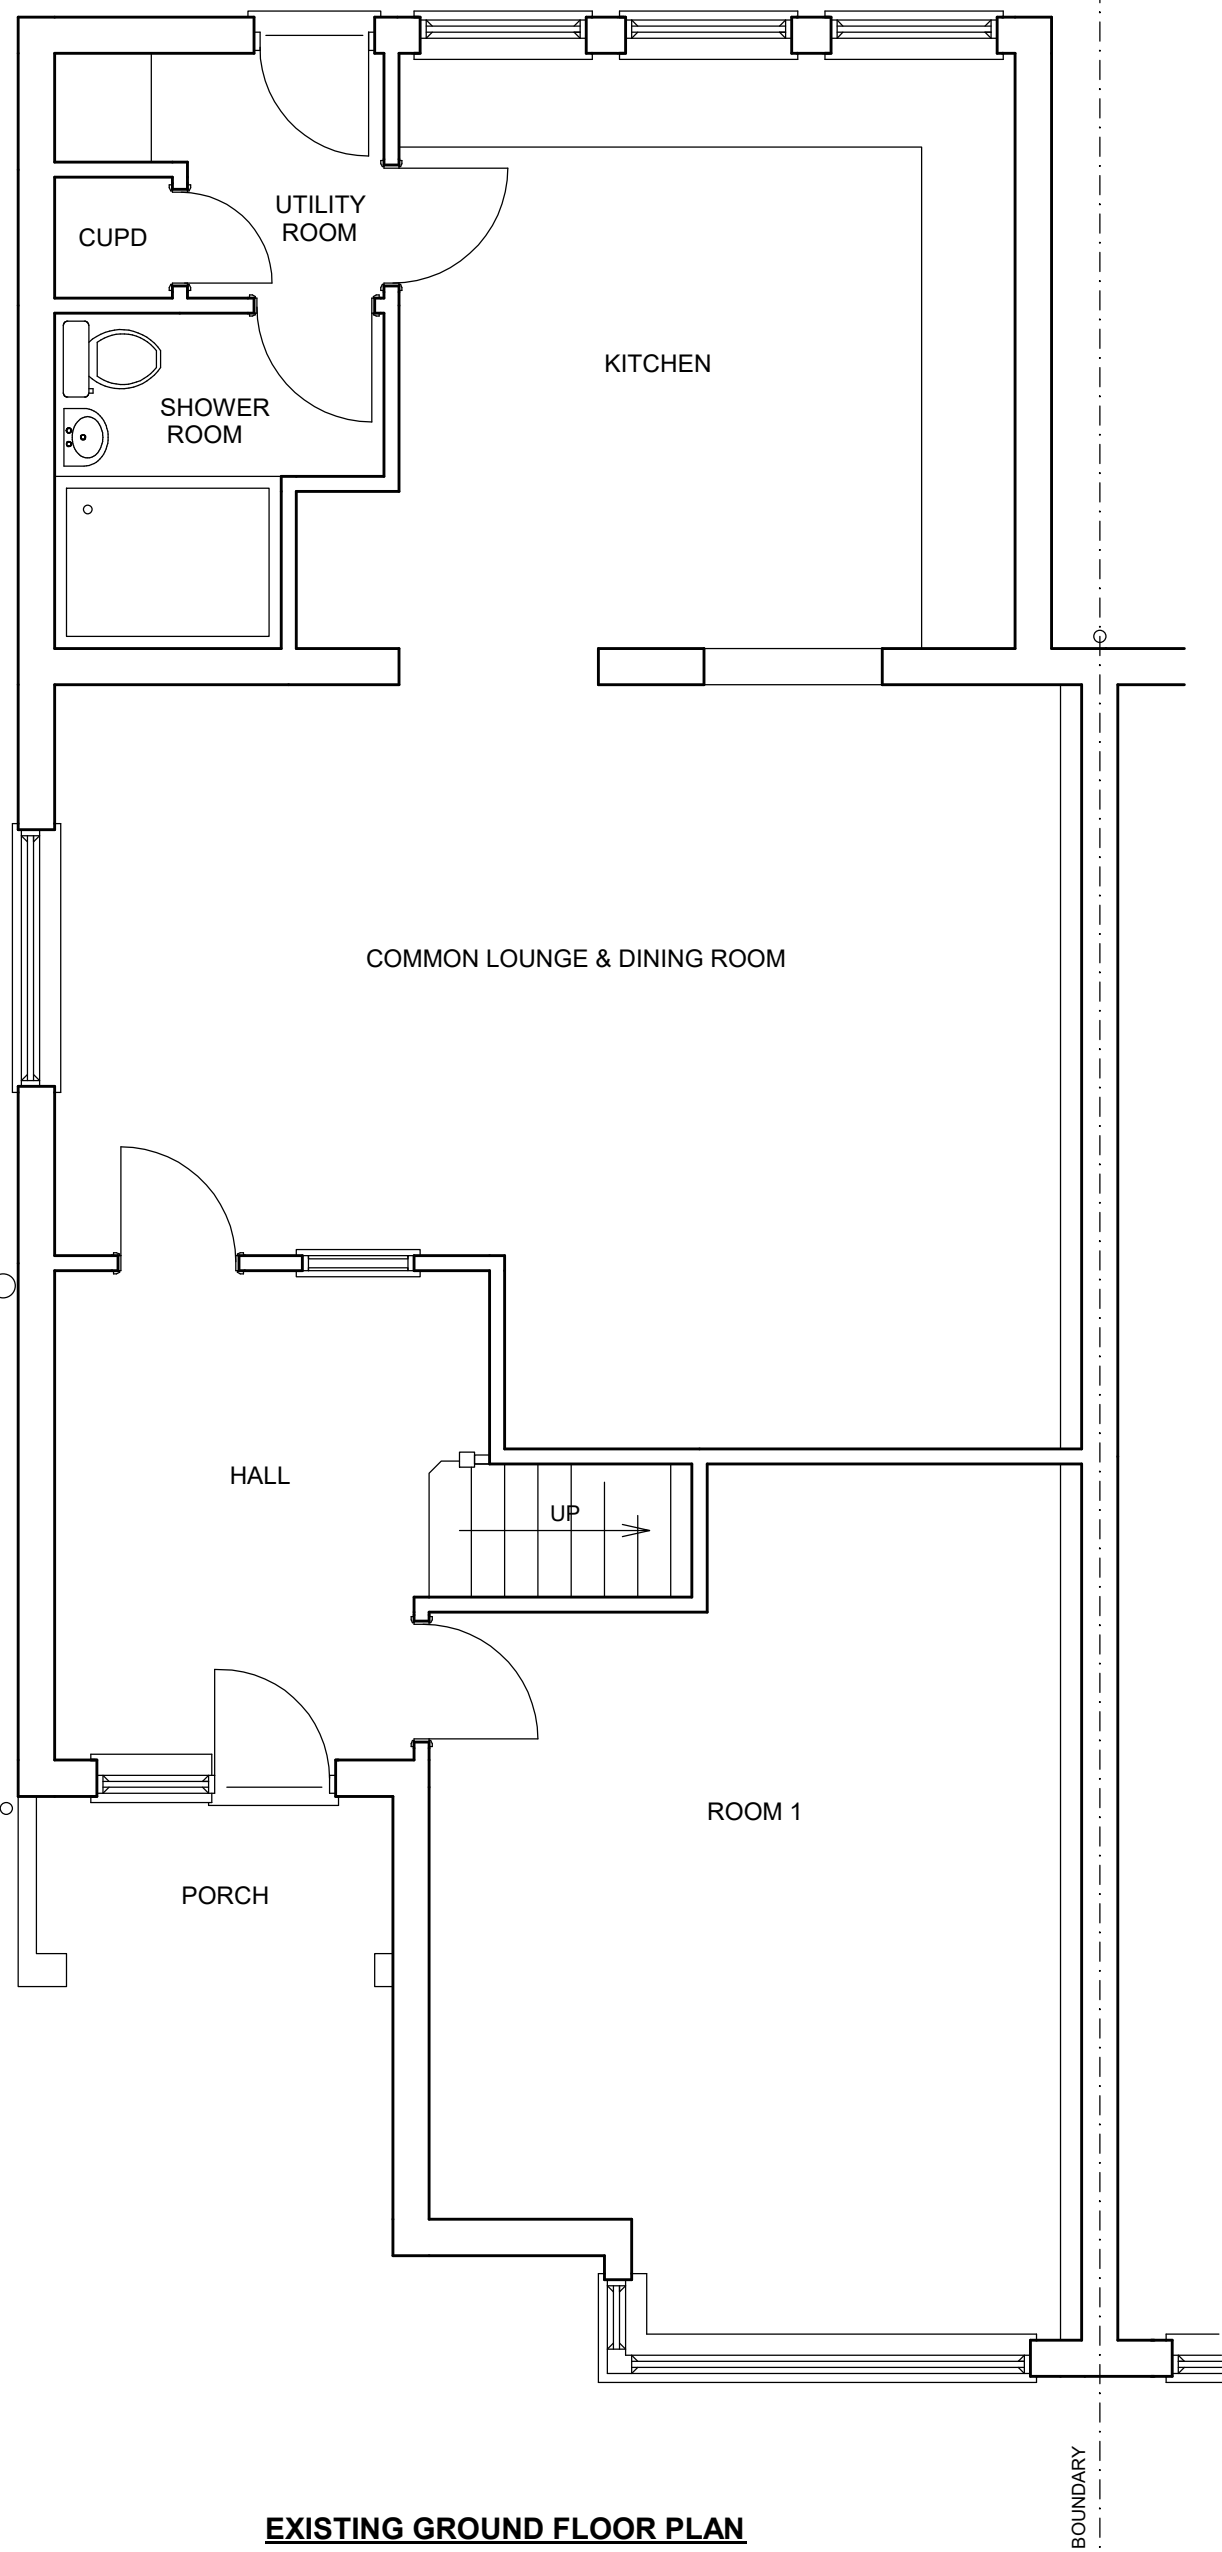 UTILITY
ROOM
CUPD
KITCHEN
SHOWER
ROOM
COMMON LOUNGE & DINING ROOM
HALL
UP
ROOM 1
PORCH
BOUNDARY
EXISTING GROUND FLOOR PLAN